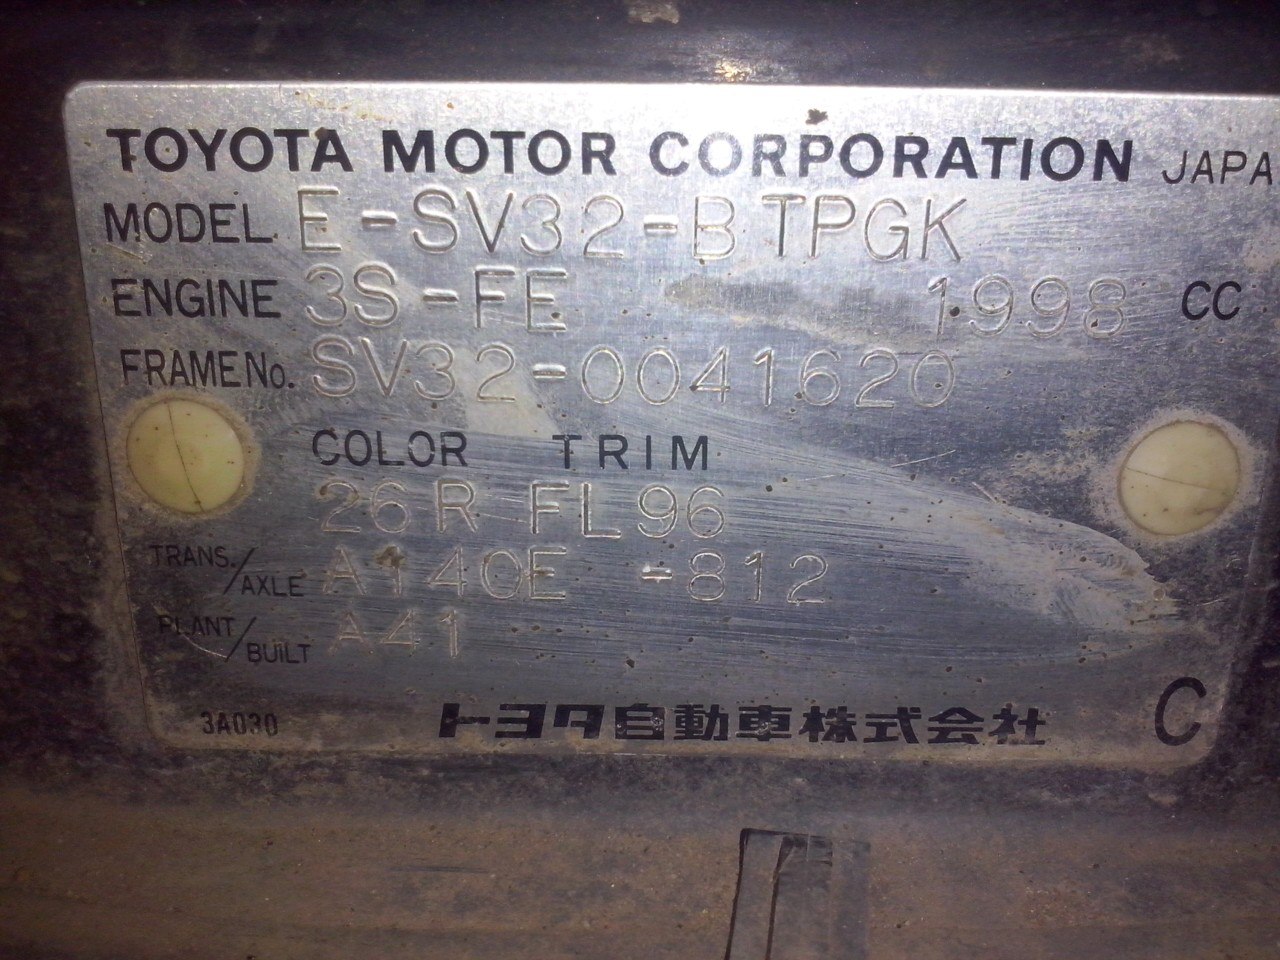 TOYOTA MOTOR CORPORATION JAPA
MODEL E-SV32-BTPGK
ENGINE 3S-FE 1998 CC
FRAME No. SV32-0041620
COLOR TRIM
26R FL96
TRANS./AXLE A140E -812
PLANT/BUILT A41
3A030 トヨタ自動車株式会社 C